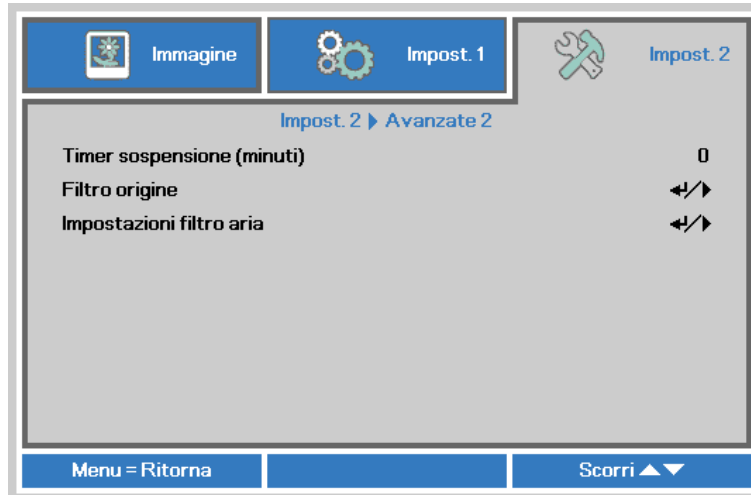 Immagine
Impost. 1
Impost. 2
Impost. 2 ▶ Avanzate 2
Timer sospensione (minuti) 0
Filtro origine ↵/▶
Impostazioni filtro aria ↵/▶
Menu = Ritorna
Scorri ▲▼